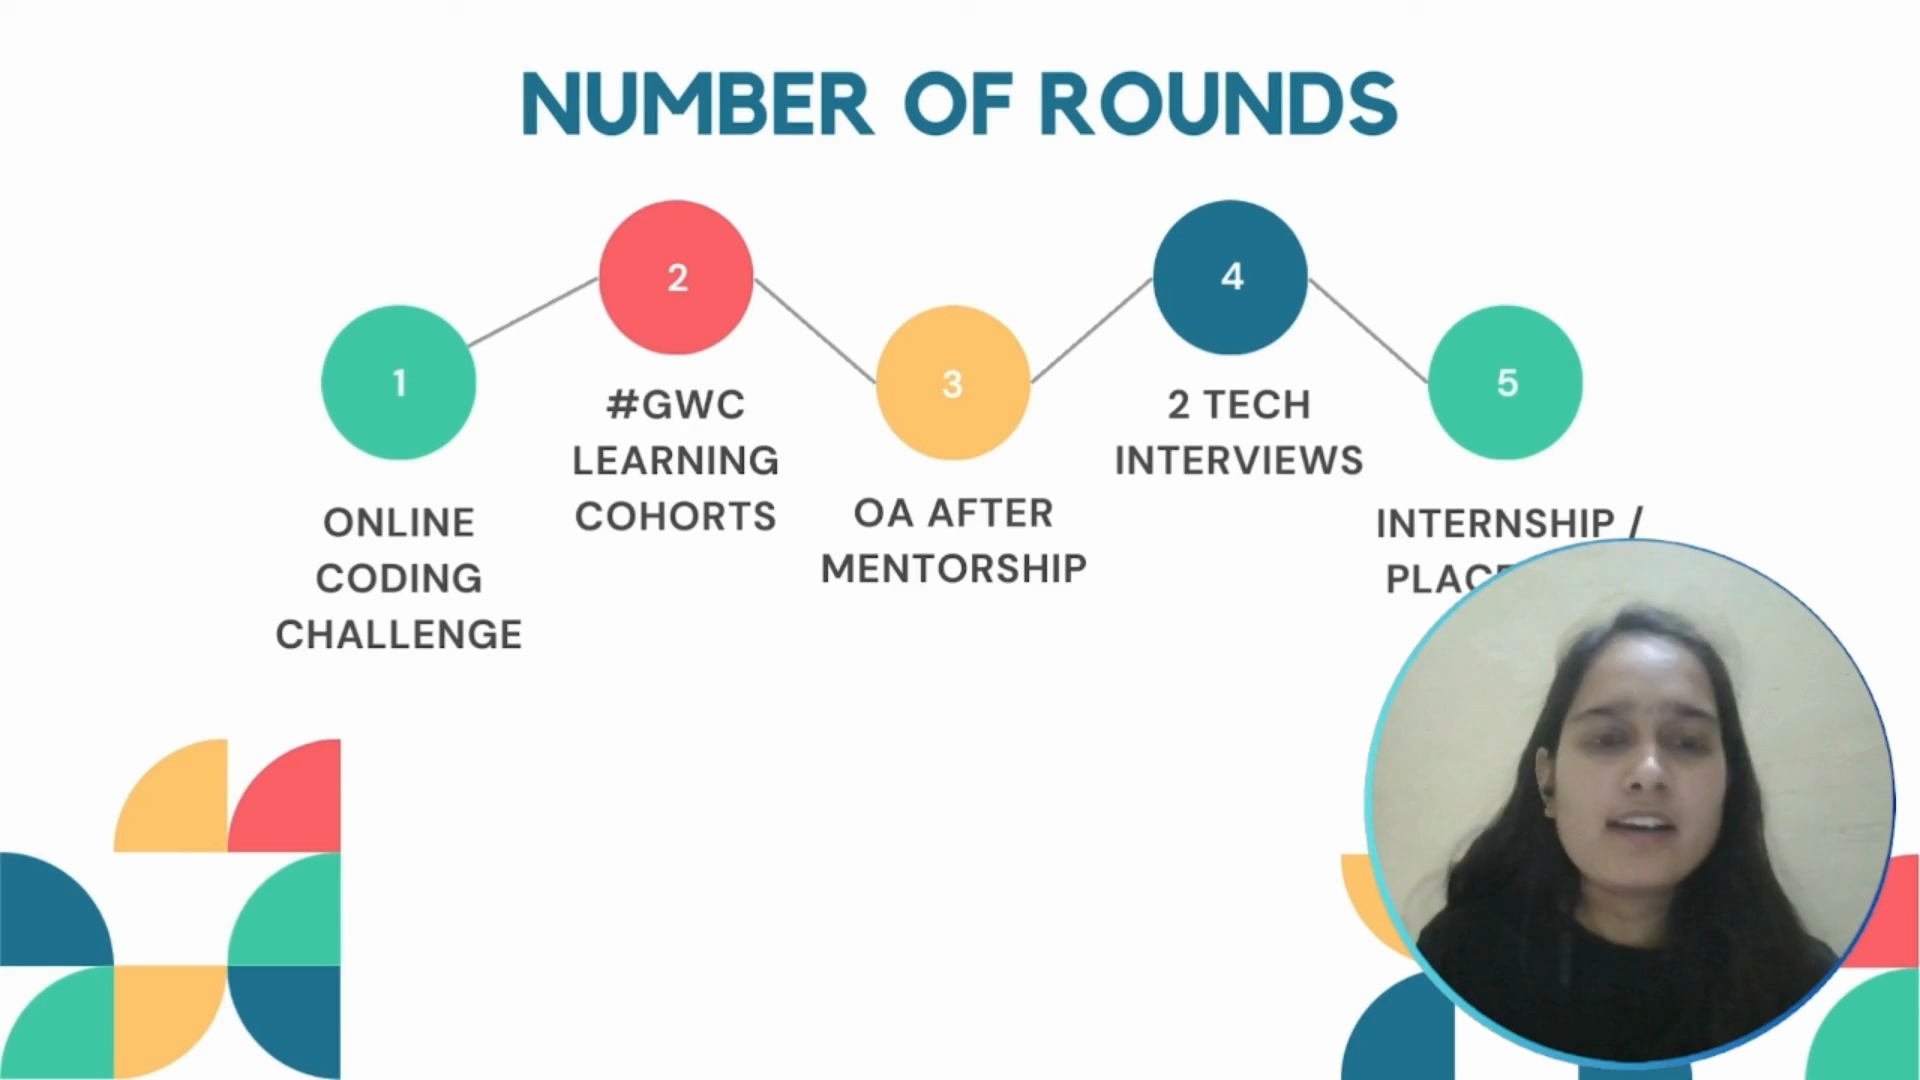 NUMBER OF ROUNDS
1
ONLINE
CODING
CHALLENGE
2
#GWC
LEARNING
COHORTS
3
OA AFTER
MENTORSHIP
4
2 TECH
INTERVIEWS
5
INTERNSHIP /